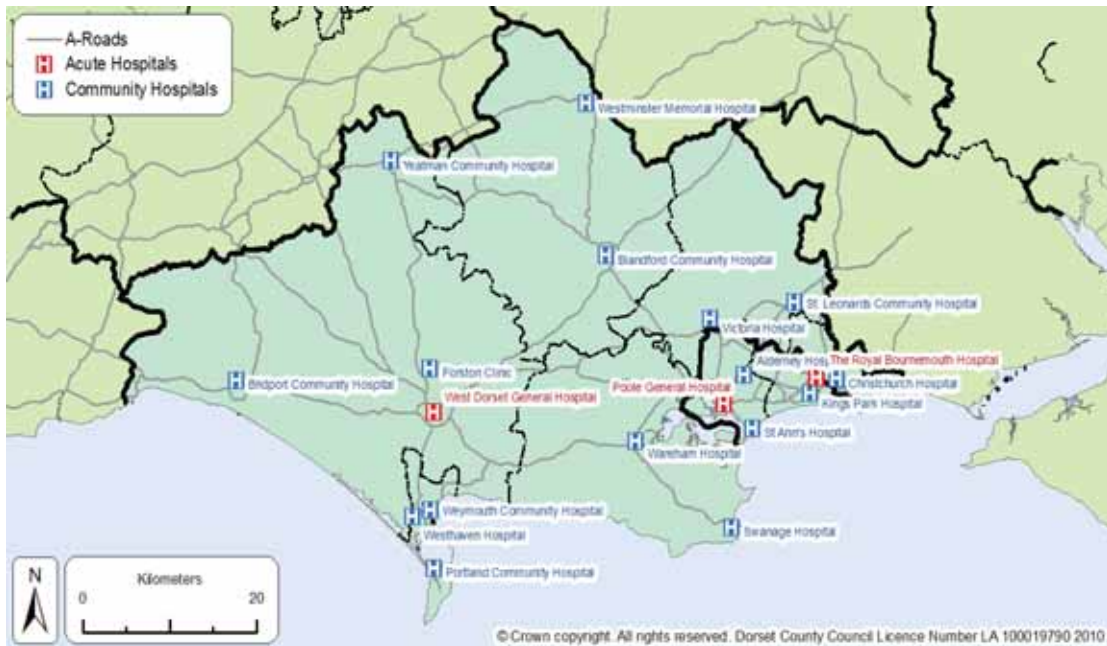 A-Roads
Acute Hospitals
Community Hospitals
Westminster Memorial Hospital
Yeatman Community Hospital
Blandford Community Hospital
St. Leonards Community Hospital
Victoria Hospital
Alderney Hosp
The Royal Bournemouth Hospital
Forston Clinic
Bridport Community Hospital
Christchurch Hospital
Poole General Hospital
West Dorset General Hospital
Kings Park Hospital
St Ann's Hospital
Wareham Hospital
Weymouth Community Hospital
Westhaven Hospital
Swanage Hospital
Portland Community Hospital
N
Kilometers
0 20
© Crown copyright. All rights reserved. Dorset County Council Licence Number LA 100019790 2010